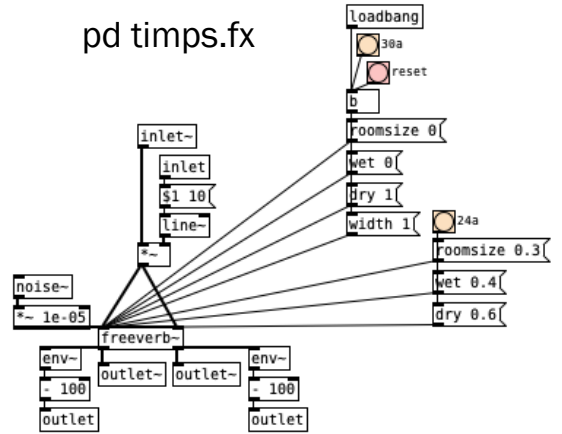 pd timps.fx
loadbang
30a
reset
b
roomsize 0
wet 0
dry 1
width 1
inlet~
inlet
$1 10
line~
*~
24a
roomsize 0.3
wet 0.4
dry 0.6
noise~
*~ 1e-05
freeverb~
env~
outlet~
outlet~
env~
- 100
- 100
outlet
outlet